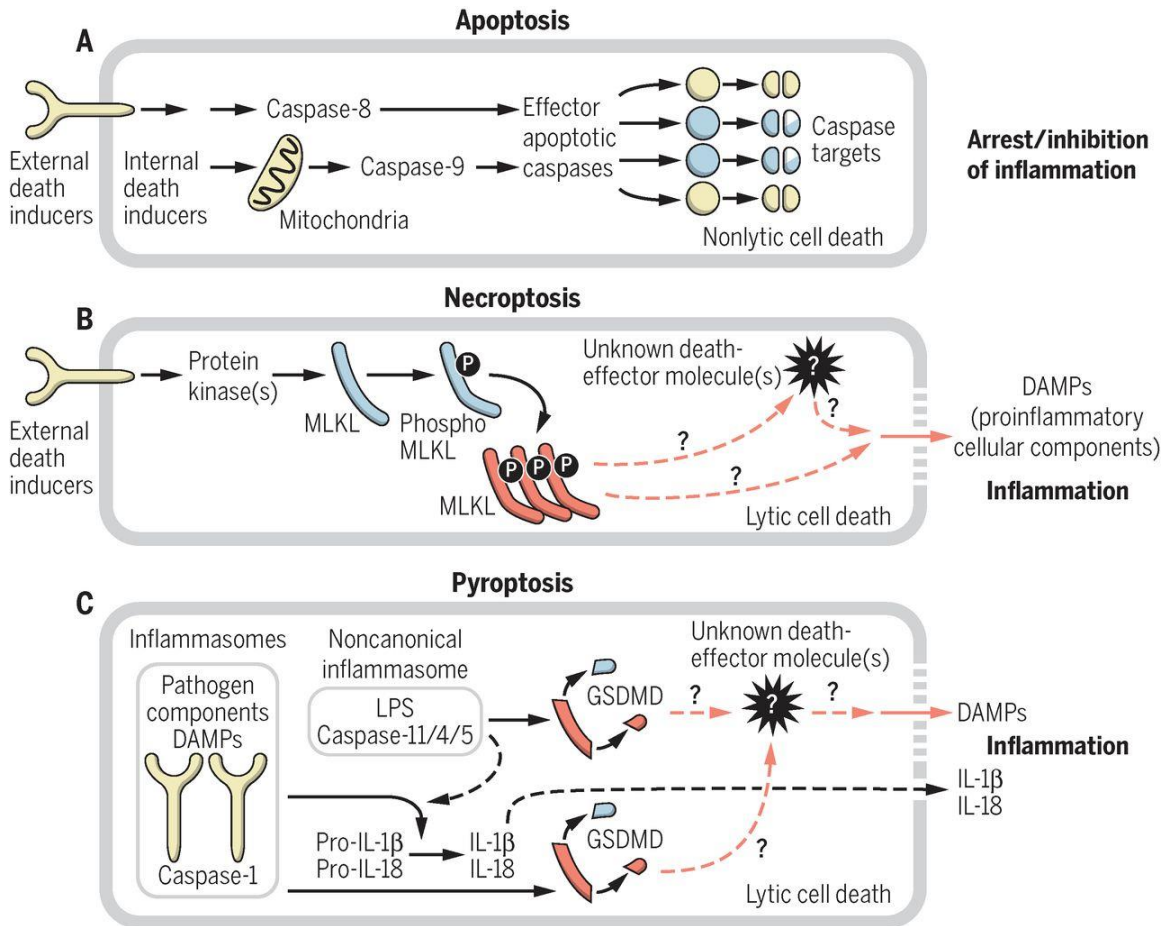 Apoptosis
A
External
death
inducers
Internal
death
inducers
Caspase-8
Mitochondria
Caspase-9
Effector
apoptotic
caspases
Caspase
targets
Nonlytic cell death
Arrest/inhibition
of inflammation
Necroptosis
B
External
death
inducers
Protein
kinase(s)
MLKL
P
Phospho
MLKL
P P P
MLKL
Unknown death-
effector molecule(s)
?
?
?
?
Lytic cell death
DAMPs
(proinflammatory
cellular components)
Inflammation
Pyroptosis
C
Inflammasomes
Pathogen
components
DAMPs
Caspase-1
Noncanonical
inflammasome
LPS
Caspase-11/4/5
Pro-IL-1β
Pro-IL-18
IL-1β
IL-18
GSDMD
GSDMD
Unknown death-
effector molecule(s)
?
?
?
?
Lytic cell death
DAMPs
Inflammation
IL-1β
IL-18